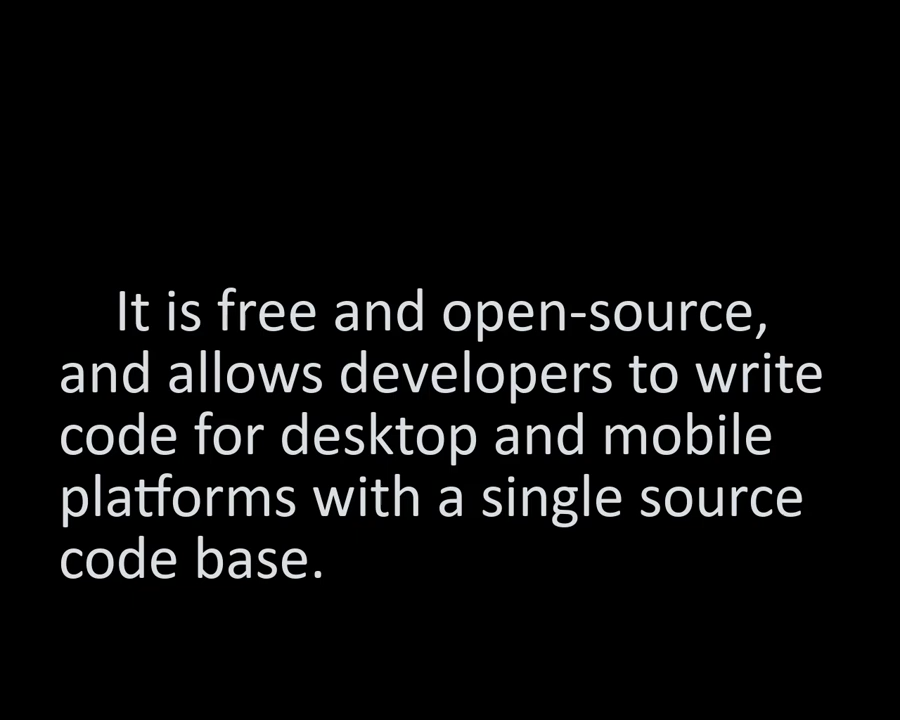 It is free and open-source,
and allows developers to write
code for desktop and mobile
platforms with a single source
code base.